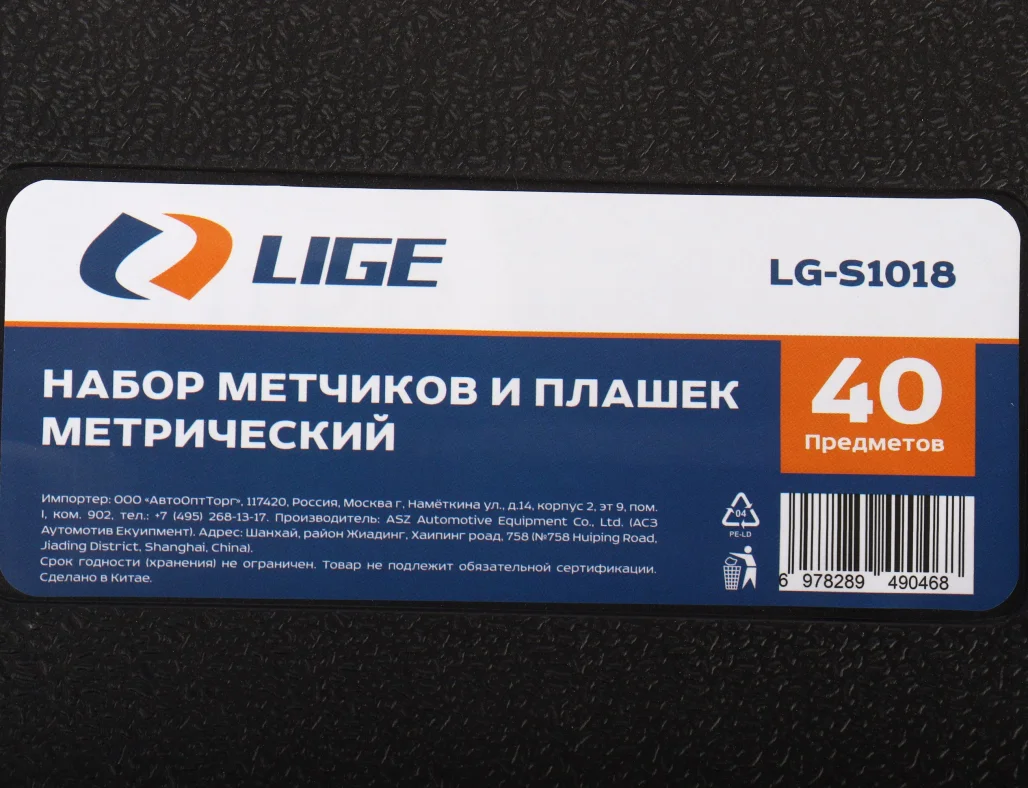 LIGE
LG-S1018
НАБОР МЕТЧИКОВ И ПЛАШЕК
МЕТРИЧЕСКИЙ
40
Предметов
Импортер: ООО «АвтоОптТорг», 117420, Россия, Москва г, Намёткина ул., д.14, корпус 2, эт 9, пом.
I, ком. 902, тел.: +7 (495) 268-13-17. Производитель: ASZ Automotive Equipment Co., Ltd. (АСЗ
Аутомотив Екуипмент). Адрес: Шанхай, район Жиадинг, Хаипинг роад, 758 (№758 Huiping Road,
Jiading District, Shanghai, China).
Срок годности (хранения) не ограничен. Товар не подлежит обязательной сертификации.
Сделано в Китае.
04
PE-LD
6 978289 490468